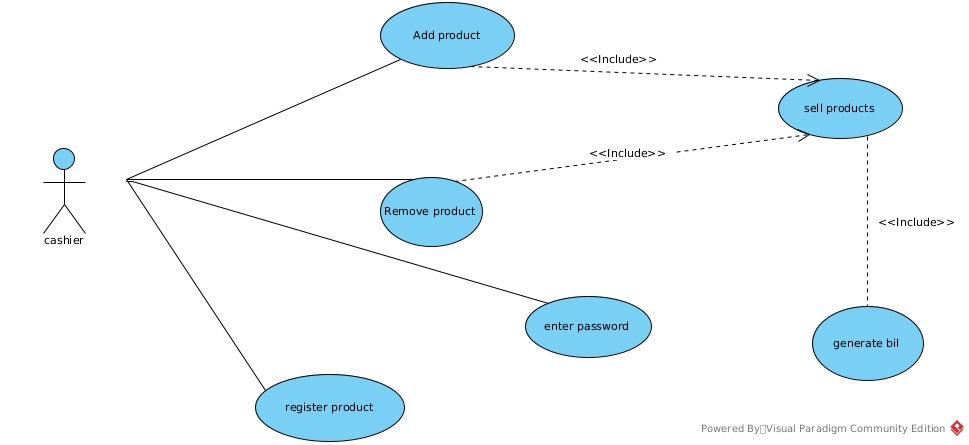 Add product
<<Include>>
sell products
<<Include>>
Remove product
cashier
<<Include>>
enter password
generate bil
register product
Powered By Visual Paradigm Community Edition